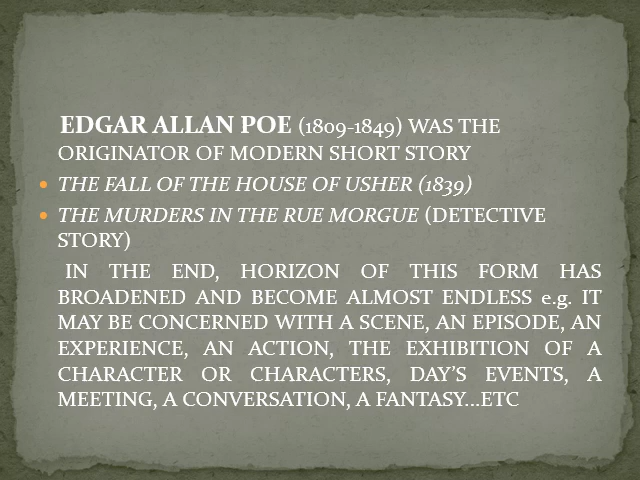 EDGAR ALLAN POE (1809-1849) WAS THE
ORIGINATOR OF MODERN SHORT STORY
• THE FALL OF THE HOUSE OF USHER (1839)
• THE MURDERS IN THE RUE MORGUE (DETECTIVE
STORY)
IN THE END, HORIZON OF THIS FORM HAS
BROADENED AND BECOME ALMOST ENDLESS e.g. IT
MAY BE CONCERNED WITH A SCENE, AN EPISODE, AN
EXPERIENCE, AN ACTION, THE EXHIBITION OF A
CHARACTER OR CHARACTERS, DAY'S EVENTS, A
MEETING, A CONVERSATION, A FANTASY...ETC